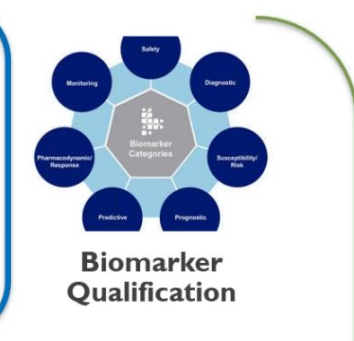 Safety
Monitoring
Diagnostic
Biomarker
Categories
Pharmacodynamic/
Response
Susceptibility/
Risk
Predictive
Prognostic
Biomarker
Qualification